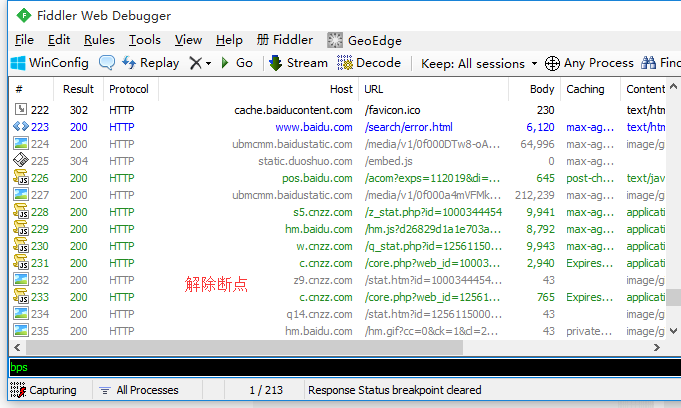 Fiddler Web Debugger
File Edit Rules Tools View Help 册 Fiddler GeoEdge
WinConfig Replay Go Stream Decode Keep: All sessions Any Process Find
# Result Protocol Host URL Body Caching Content
222 302 HTTP cache.baiducontent.com /favicon.ico 230 text/htm
223 200 HTTP www.baidu.com /search/error.html 6,120 max-ag... text/htm
224 200 HTTP ubmcmm.baidustatic.com /media/v1/0f000DTw8-oA... 64,996 max-ag... image/g
225 304 HTTP static.duoshuo.com /embed.js 0 max-ag...
226 200 HTTP pos.baidu.com /acom?exps=112019&di=... 645 post-ch... text/jav
227 200 HTTP ubmcmm.baidustatic.com /media/v1/0f000a4mVFMk... 212,239 max-ag... image/g
228 200 HTTP s5.cnzz.com /z_stat.php?id=1000344454 9,941 max-ag... applicati
229 200 HTTP hm.baidu.com /hm.js?d26829d1a1e703a... 8,792 max-ag... applicati
230 200 HTTP w.cnzz.com /q_stat.php?id=12561150... 9,943 max-ag... applicati
231 200 HTTP c.cnzz.com /core.php?web_id=10003... 2,940 Expires... applicati
232 200 HTTP z9.cnzz.com /stat.htm?id=1000344454... 43 image/g
解除断点
233 200 HTTP c.cnzz.com /core.php?web_id=12561... 765 Expires... applicati
234 200 HTTP q14.cnzz.com /stat.htm?id=1256115000... 43 image/g
235 200 HTTP hm.baidu.com /hm.gif?cc=0&ck=1&cl=2... 43 private... image/g
bps
Capturing All Processes 1 / 213 Response Status breakpoint cleared